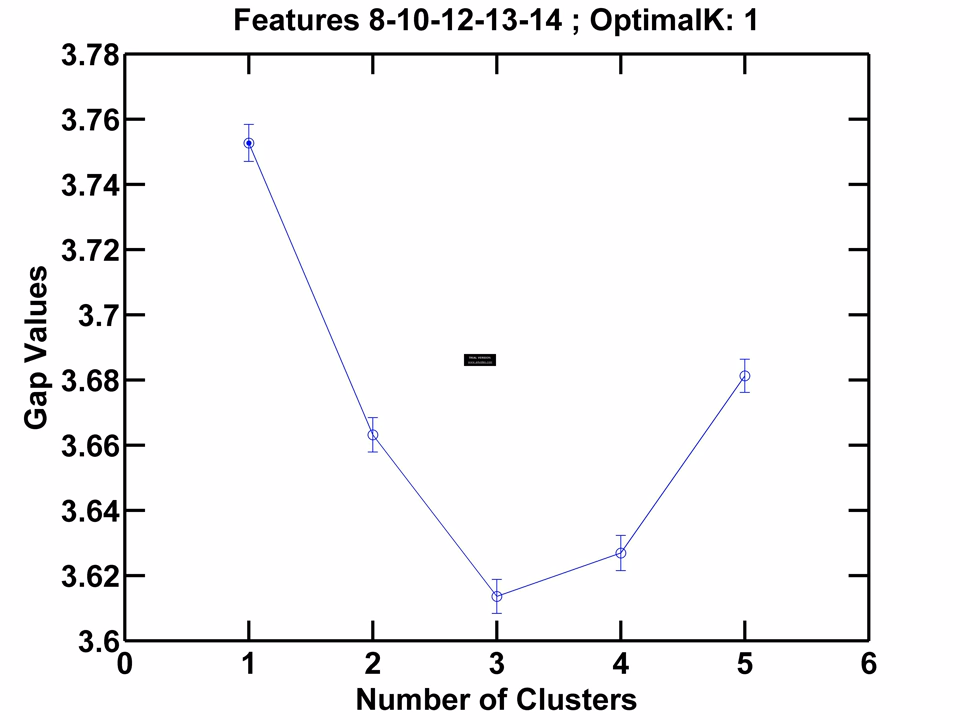 Features 8-10-12-13-14 ; OptimalK: 1
3.78
3.76
3.74
3.72
3.7
3.68
3.66
3.64
3.62
3.6
Gap Values
0 1 2 3 4 5 6
Number of Clusters